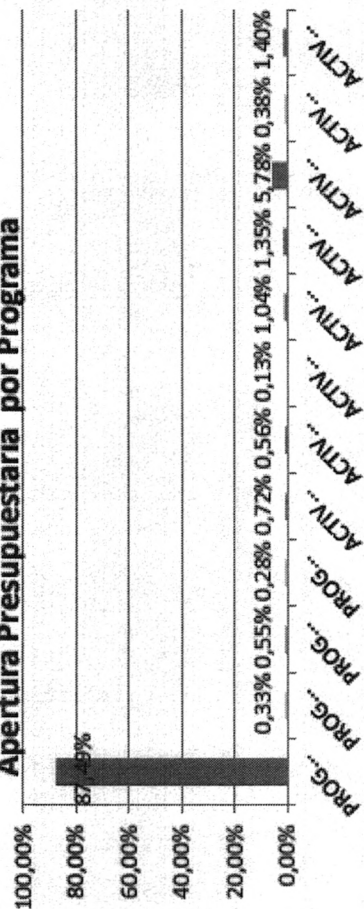 Apertura Presupuestaria por Programa
100,00%
80,00%
60,00%
40,00%
20,00%
0,00%
87,49%
0,33% 0,55% 0,28% 0,72% 0,56% 0,13% 1,04% 1,35% 5,78% 0,38% 1,40%
PROG... PROG... PROG... PROG... ACTIV... ACTIV... ACTIV... ACTIV... ACTIV... ACTIV... ACTIV... ACTIV...